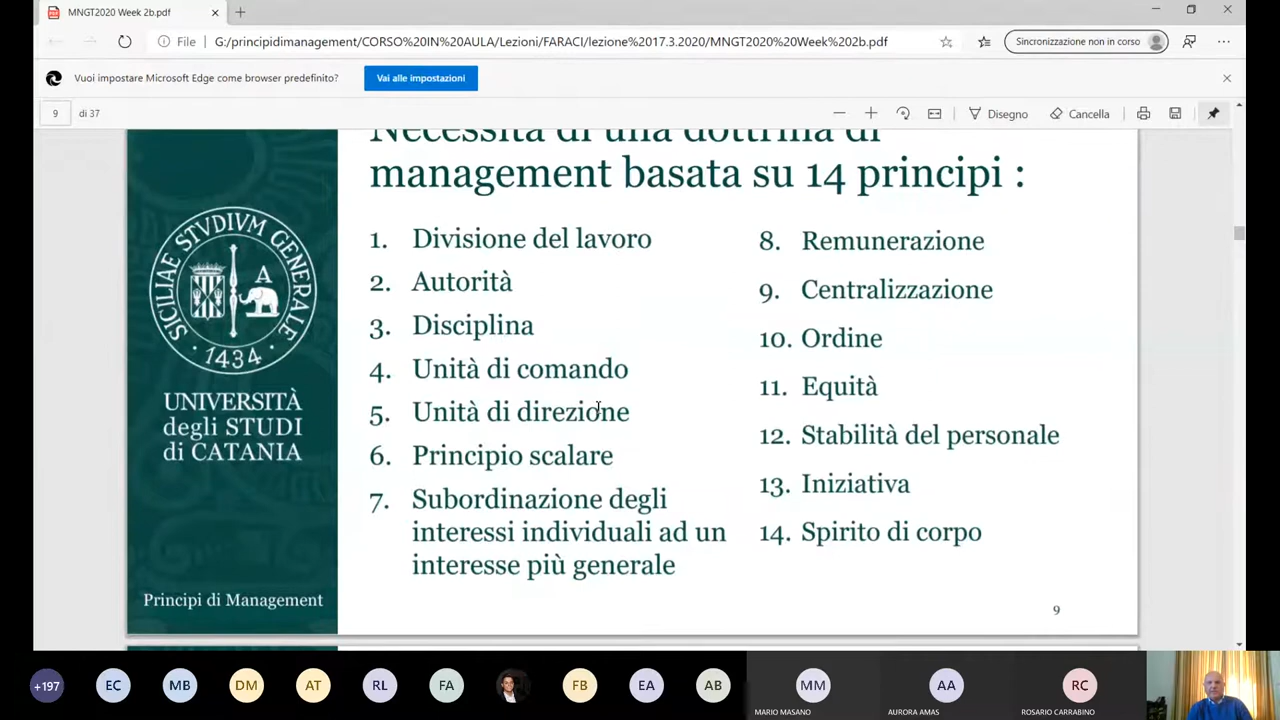 MNGT2020 Week 2b.pdf
File
G:/principidimanagement/CORSO%20IN%20AULA/Lezioni/FARACI/lezione%2017.3.2020/MNGT2020%20Week%202b.pdf
Sincronizzazione non in corso
Vuoi impostare Microsoft Edge come browser predefinito?
Vai alle impostazioni
9
di 37
Disegno
Cancella
Necessità di una dottrina di
management basata su 14 principi :
1. Divisione del lavoro
2. Autorità
3. Disciplina
4. Unità di comando
5. Unità di direzione
6. Principio scalare
7. Subordinazione degli
interessi individuali ad un
interesse più generale
8. Remunerazione
9. Centralizzazione
10. Ordine
11. Equità
12. Stabilità del personale
13. Iniziativa
14. Spirito di corpo
SICILIAE STVDIVM GENERALE
A
1434
UNIVERSITÀ
degli STUDI
di CATANIA
Principi di Management
9
+197
EC
MB
DM
AT
RL
FA
FB
EA
AB
MM
AA
RC
MARIO MASANO
AURORA AMAS
ROSARIO CARRABINO